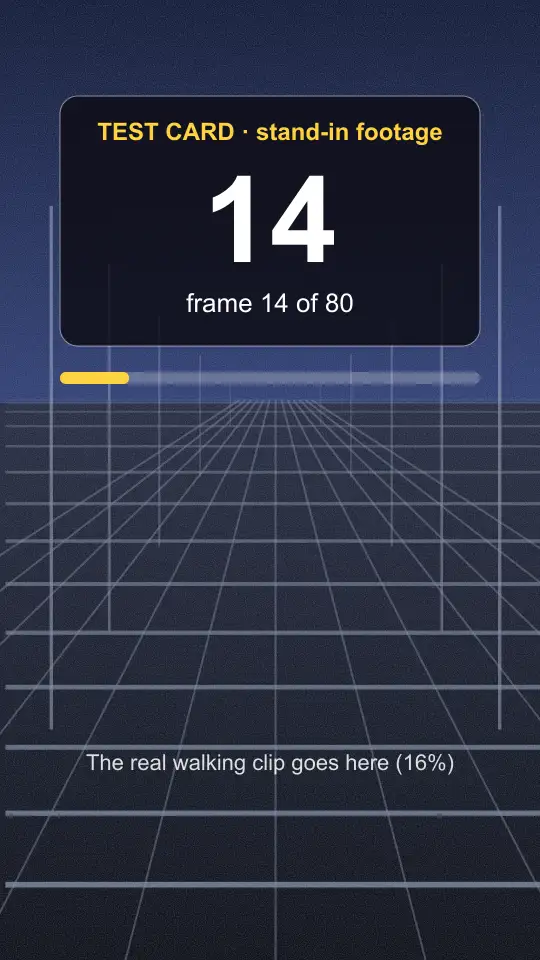 TEST CARD · stand-in footage
14
frame 14 of 80
The real walking clip goes here (16%)